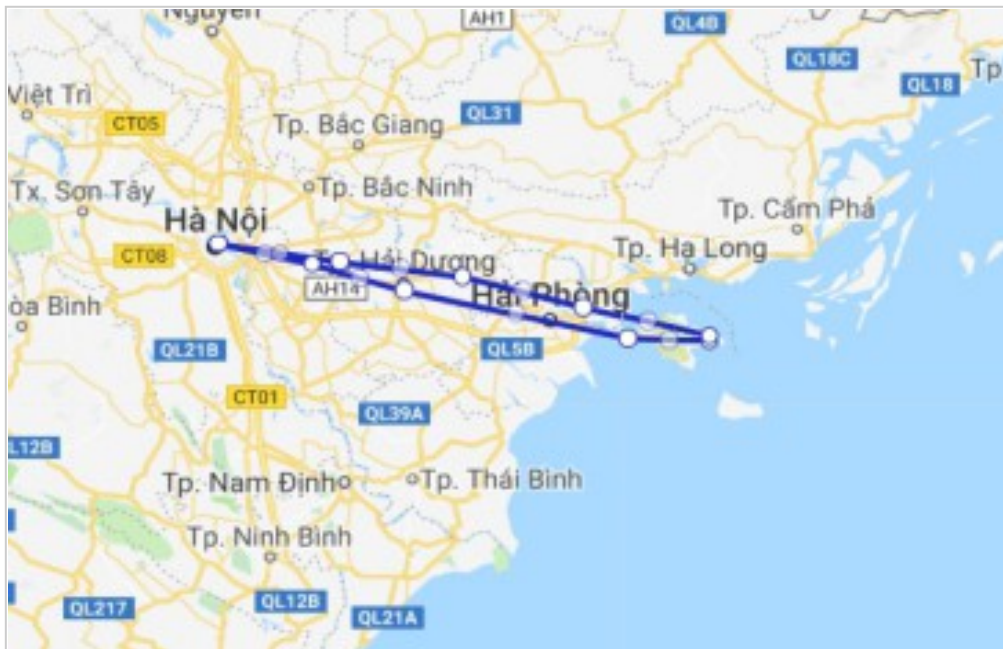 Nguyên
AH1
QL4B
QL18C
Tp
Việt Trì
CT05
QL31
QL18
Tp. Bắc Giang
Tx. Sơn Tây
Tp. Bắc Ninh
Hà Nội
Tp. Cẩm Phả
CT08
Tp. Hải Dương
Tp. Hạ Long
AH14
Hải Phòng
òa Bình
QL21B
QL5B
CT01
QL39A
L12B
Tp. Nam Định
Tp. Thái Bình
Tp. Ninh Bình
QL217
QL12B
QL21A